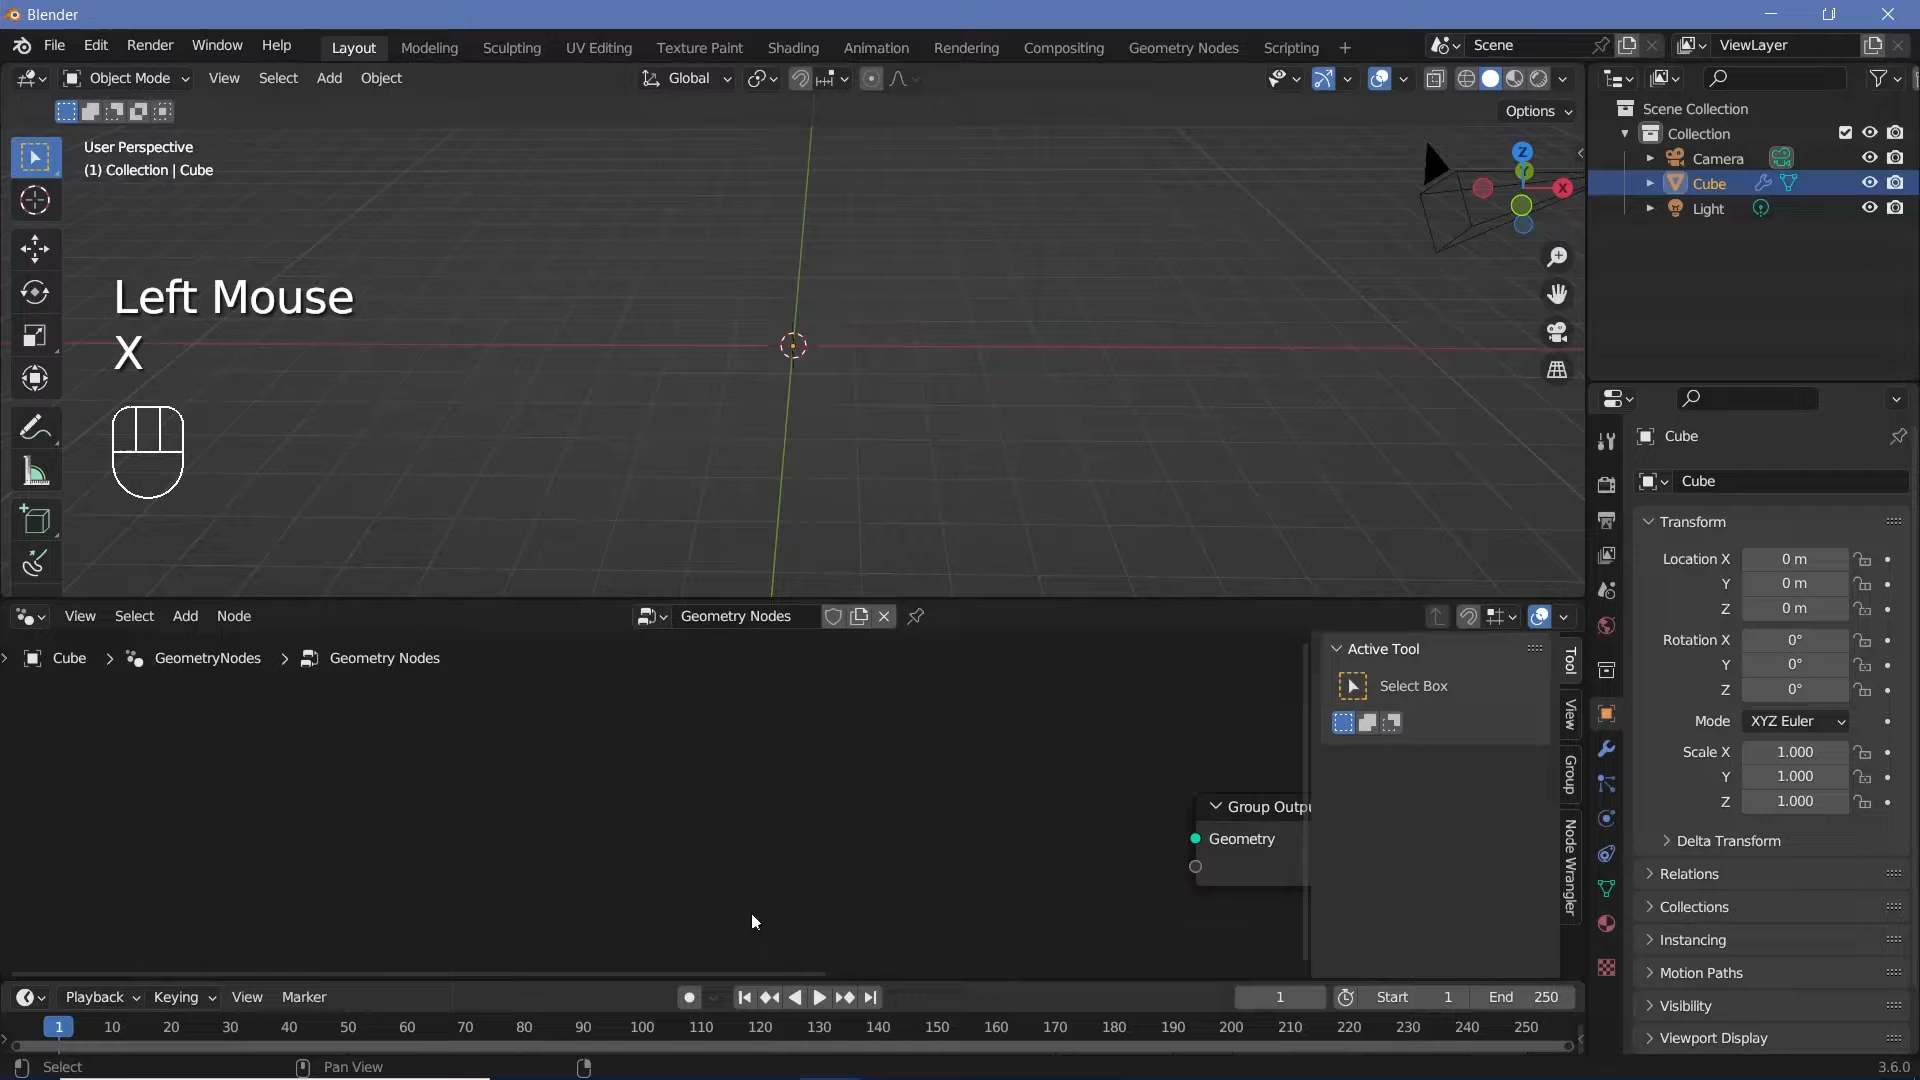 Blender
File Edit Render Window Help
Layout Modeling Sculpting UV Editing Texture Paint Shading Animation Rendering Compositing Geometry Nodes Scripting +
Scene
ViewLayer
Object Mode View Select Add Object
Global
Options
User Perspective
(1) Collection | Cube
Z
X
Left Mouse
X
Scene Collection
Collection
Camera
Cube
Light
Cube
Cube
Transform
Location X 0 m
Y 0 m
Z 0 m
Rotation X 0°
Y 0°
Z 0°
Mode XYZ Euler
Scale X 1.000
Y 1.000
Z 1.000
Delta Transform
Relations
Collections
Instancing
Motion Paths
Visibility
Viewport Display
View Select Add Node
Geometry Nodes
Cube > GeometryNodes > Geometry Nodes
Active Tool
Select Box
Tool
View
Group
Node Wrangler
Group Outpu
Geometry
Playback Keying View Marker
1
Start 1
End 250
1 10 20 30 40 50 60 70 80 90 100 110 120 130 140 150 160 170 180 190 200 210 220 230 240 250
Select
Pan View
3.6.0